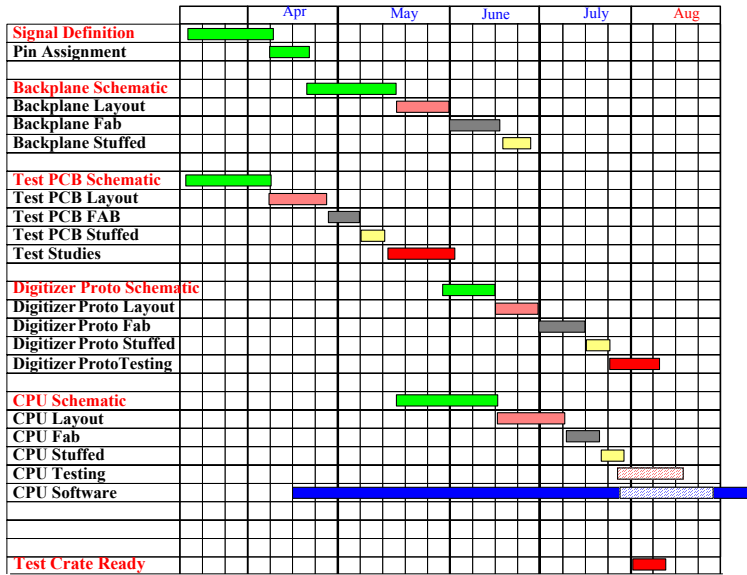 Apr May June July Aug
Signal Definition
Pin Assignment
Backplane Schematic
Backplane Layout
Backplane Fab
Backplane Stuffed
Test PCB Schematic
Test PCB Layout
Test PCB FAB
Test PCB Stuffed
Test Studies
Digitizer Proto Schematic
Digitizer Proto Layout
Digitizer Proto Fab
Digitizer Proto Stuffed
Digitizer ProtoTesting
CPU Schematic
CPU Layout
CPU Fab
CPU Stuffed
CPU Testing
CPU Software
Test Crate Ready